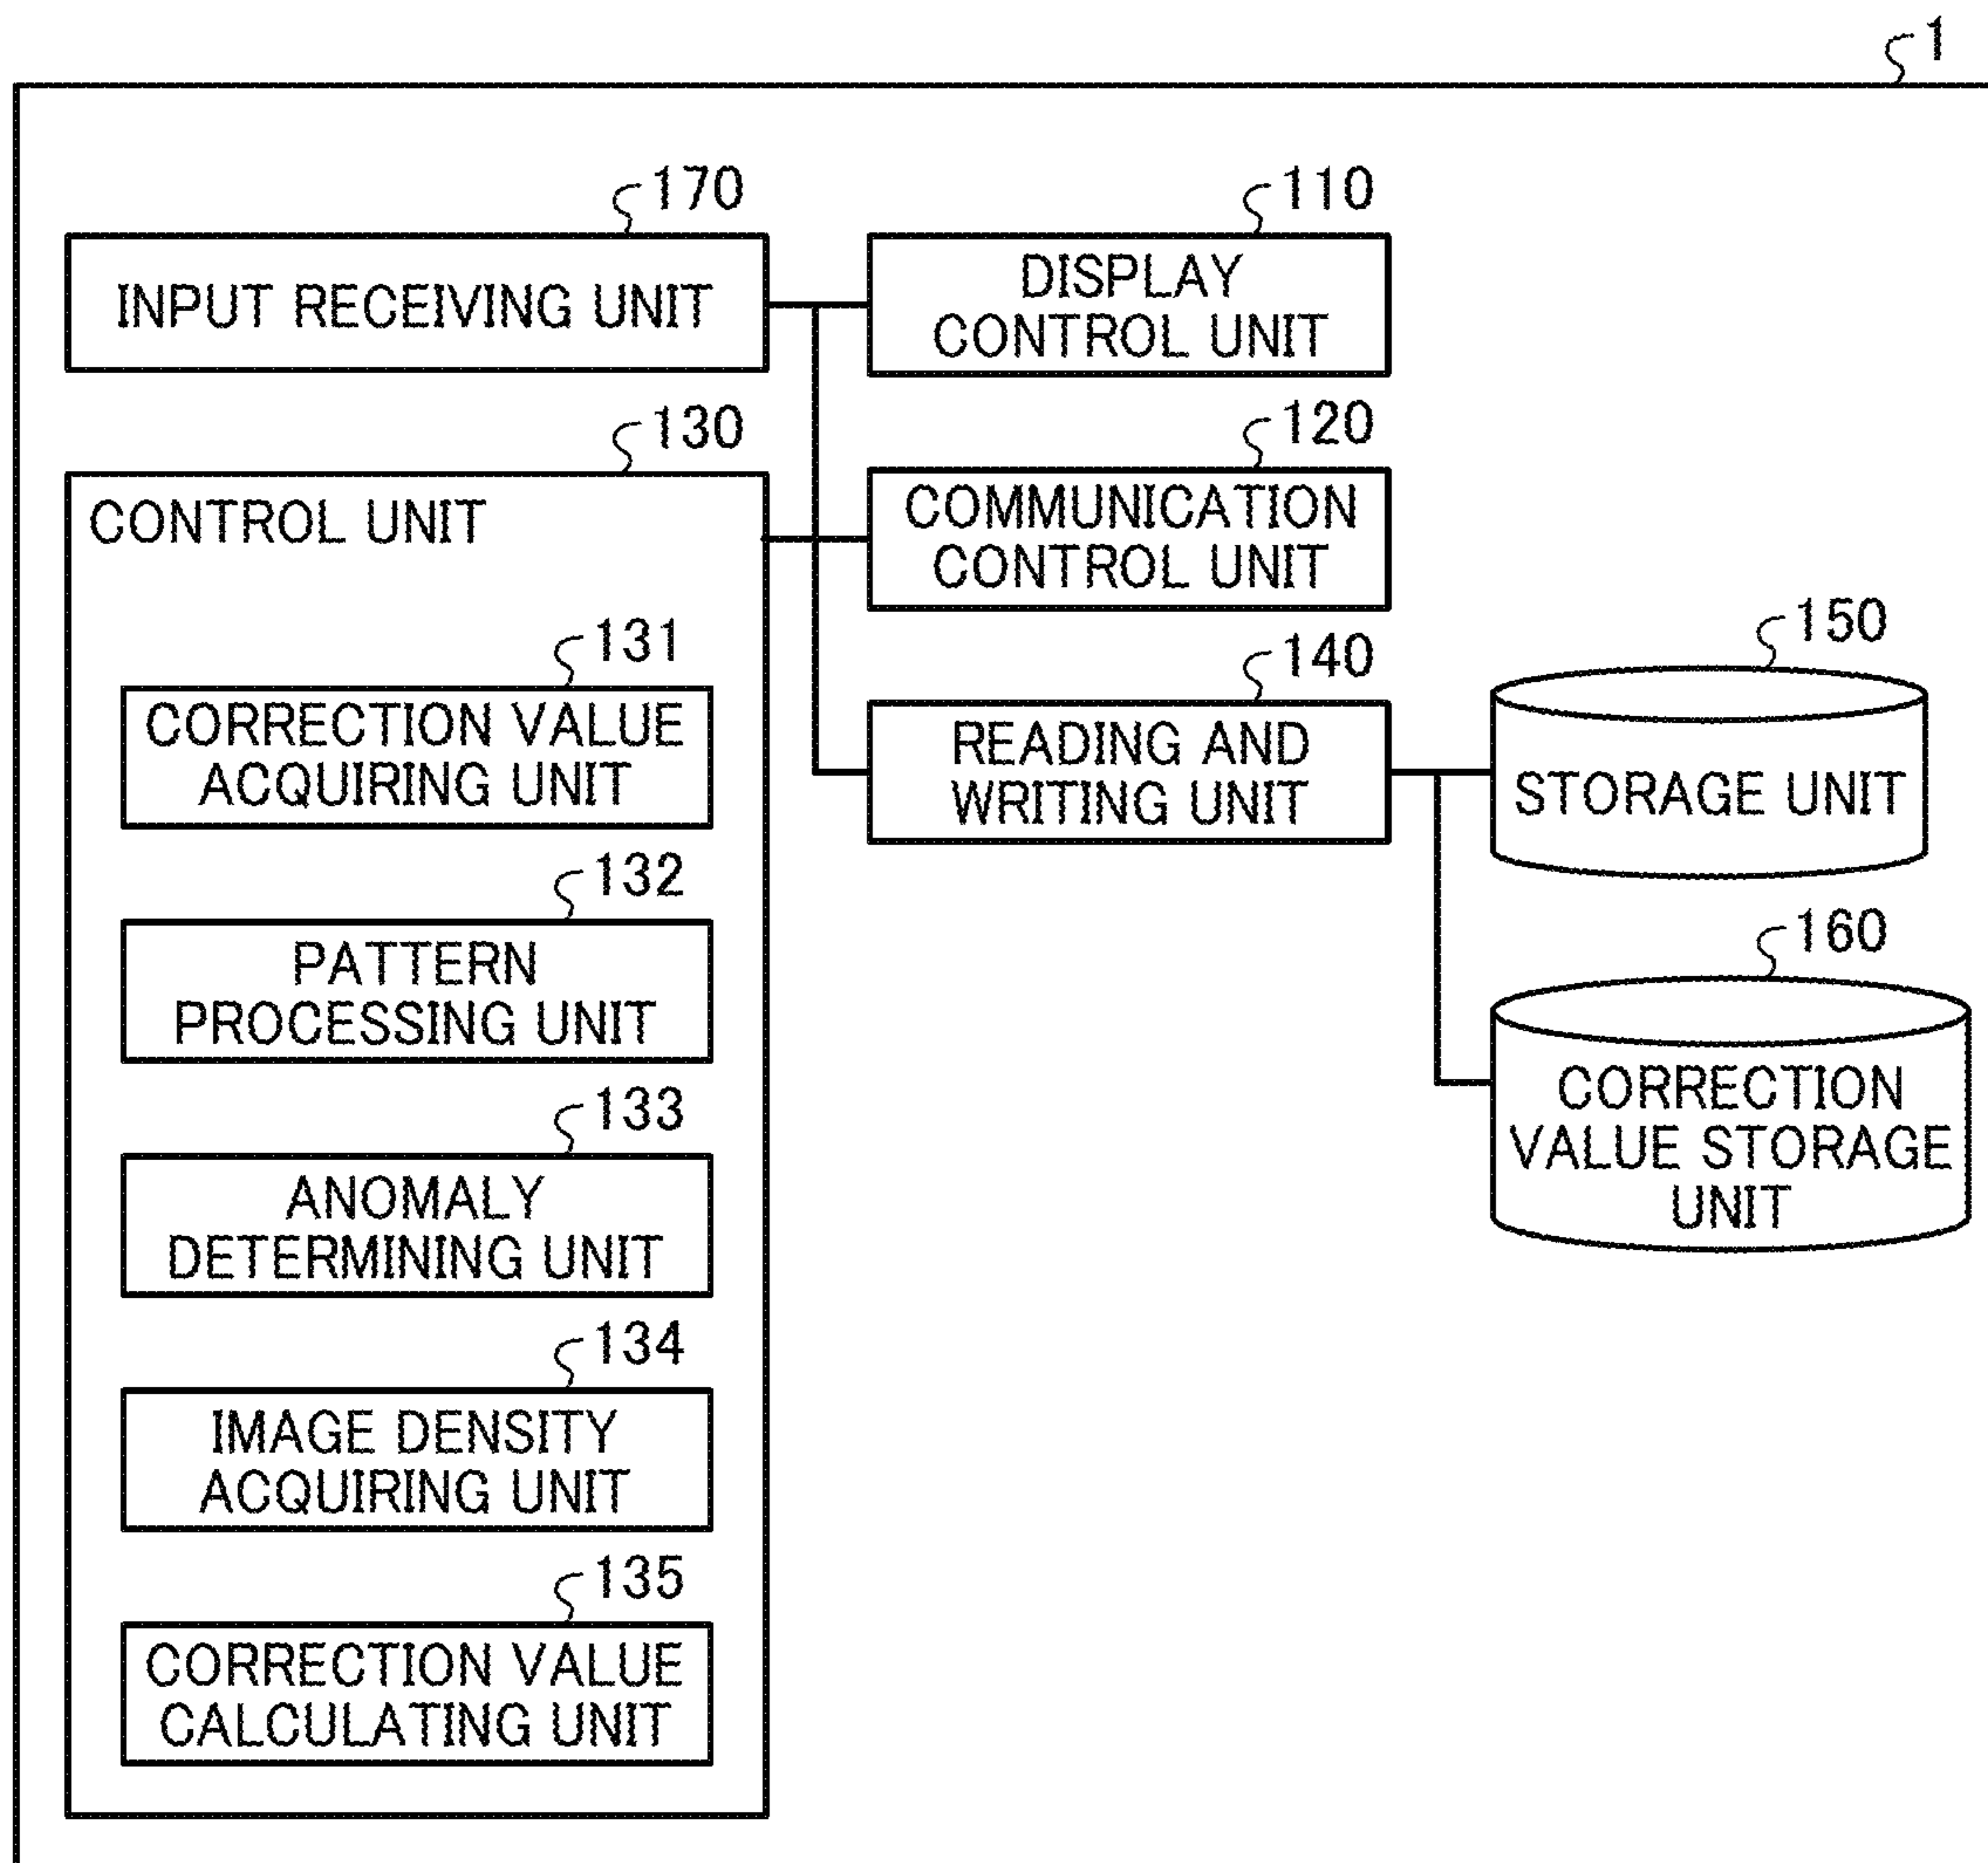 1
170
INPUT RECEIVING UNIT
110
DISPLAY
CONTROL UNIT
130
CONTROL UNIT
120
COMMUNICATION
CONTROL UNIT
131
CORRECTION VALUE
ACQUIRING UNIT
140
READING AND
WRITING UNIT
150
STORAGE UNIT
132
PATTERN
PROCESSING UNIT
160
CORRECTION
VALUE STORAGE
UNIT
133
ANOMALY
DETERMINING UNIT
134
IMAGE DENSITY
ACQUIRING UNIT
135
CORRECTION VALUE
CALCULATING UNIT